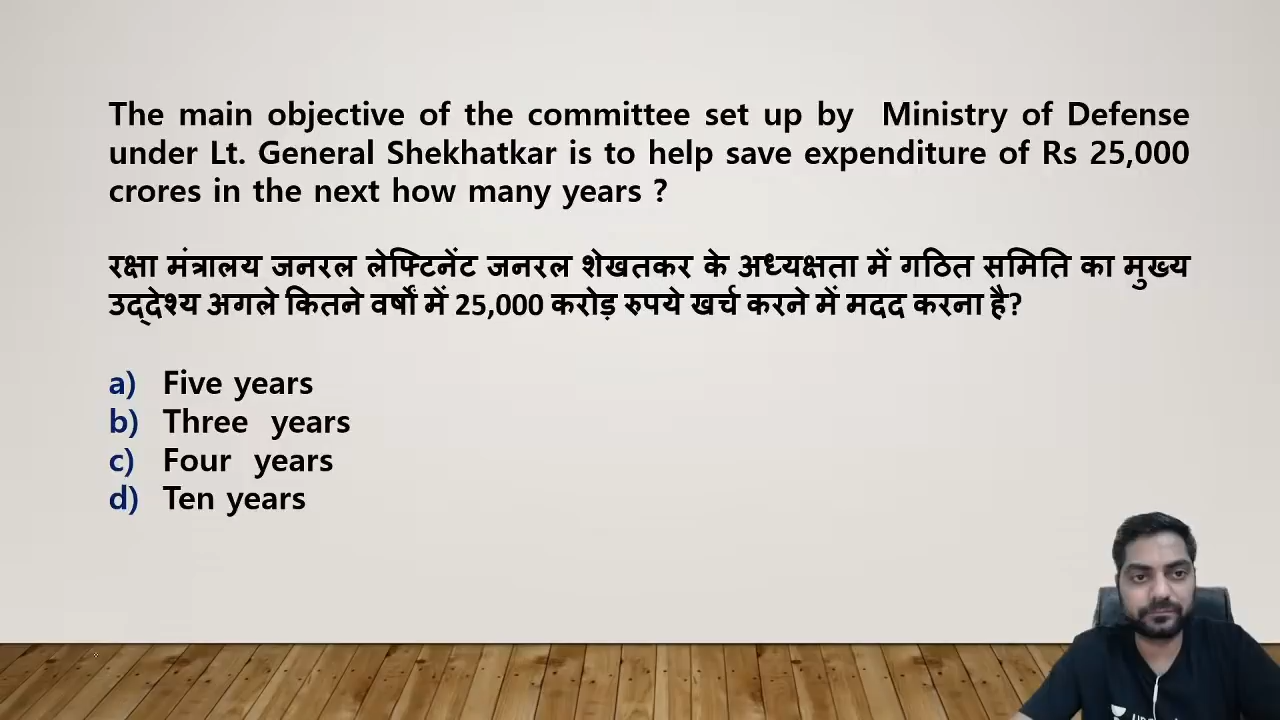 The main objective of the committee set up by Ministry of Defense
under Lt. General Shekhatkar is to help save expenditure of Rs 25,000
crores in the next how many years ?
रक्षा मंत्रालय जनरल लेफ्टिनेंट जनरल शेखतकर के अध्यक्षता में गठित समिति का मुख्य
उद्देश्य अगले कितने वर्षों में 25,000 करोड़ रुपये खर्च करने में मदद करना है?
a) Five years
b) Three years
c) Four years
d) Ten years